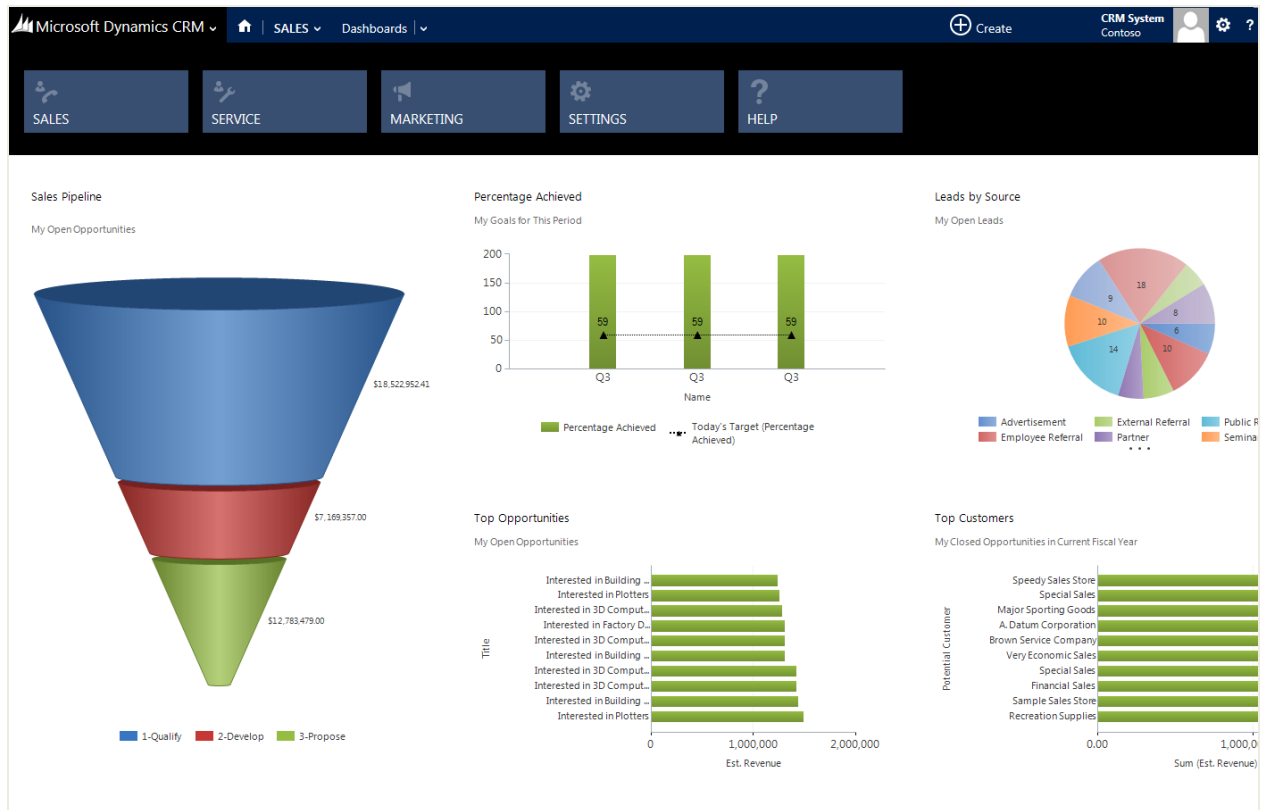 Microsoft Dynamics CRM
SALES
Dashboards
Create
CRM System
Contoso
?
SALES
SERVICE
MARKETING
SETTINGS
?
HELP
Sales Pipeline
My Open Opportunities
$18,522,952.41
$7,169,357.00
$12,783,479.00
1-Qualify
2-Develop
3-Propose
Percentage Achieved
My Goals for This Period
200
150
100
50
0
59
59
59
Q3
Q3
Q3
Name
Percentage Achieved
Today's Target (Percentage
Achieved)
Leads by Source
My Open Leads
18
9
8
10
6
14
10
Advertisement
External Referral
Public R
Employee Referral
Partner
Semina
Top Opportunities
My Open Opportunities
Title
Interested in Building ...
Interested in Plotters
Interested in 3D Comput...
Interested in Factory D...
Interested in 3D Comput...
Interested in Building ...
Interested in 3D Comput...
Interested in 3D Comput...
Interested in Building ...
Interested in Plotters
0
1,000,000
2,000,000
Est. Revenue
Top Customers
My Closed Opportunities in Current Fiscal Year
Potential Customer
Speedy Sales Store
Special Sales
Major Sporting Goods
A. Datum Corporation
Brown Service Company
Very Economic Sales
Special Sales
Financial Sales
Sample Sales Store
Recreation Supplies
0.00
1,000,0
Sum (Est. Revenue)